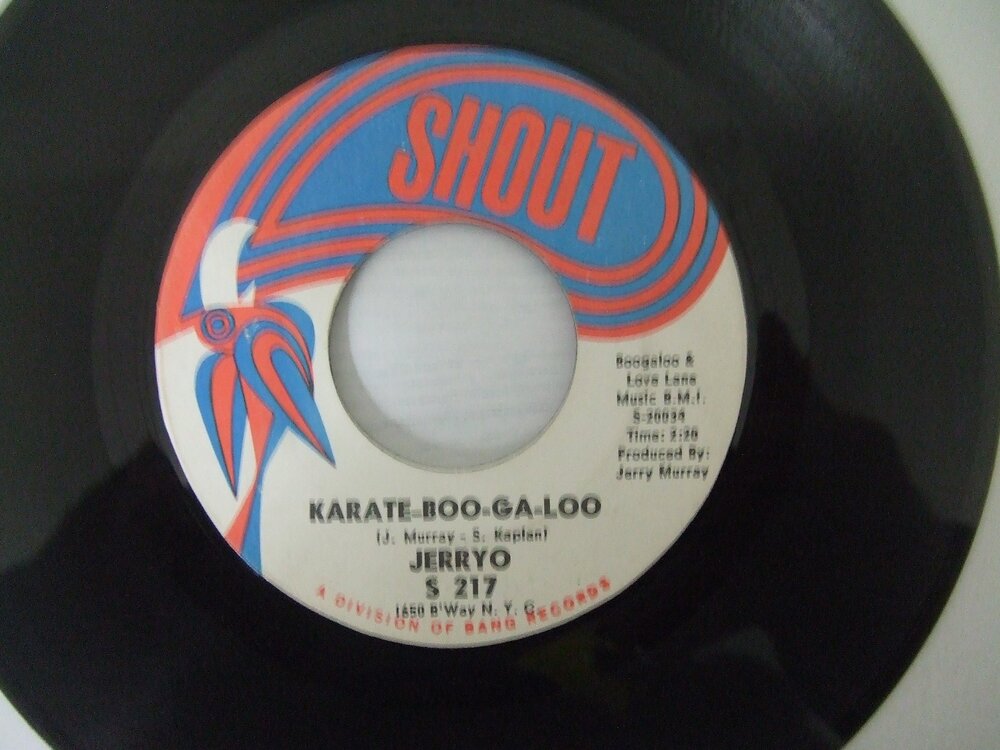 SHOUT
Boogaloo &
Love Lane
Music B.M.I.
S-20034
Time: 2:20
Produced By:
Jerry Murray
KARATE-BOO-GA-LOO
(J. Murray - S. Kaplan)
JERRYO
S 217
1650 B'Way N. Y. C.
A DIVISION OF BANG RECORDS